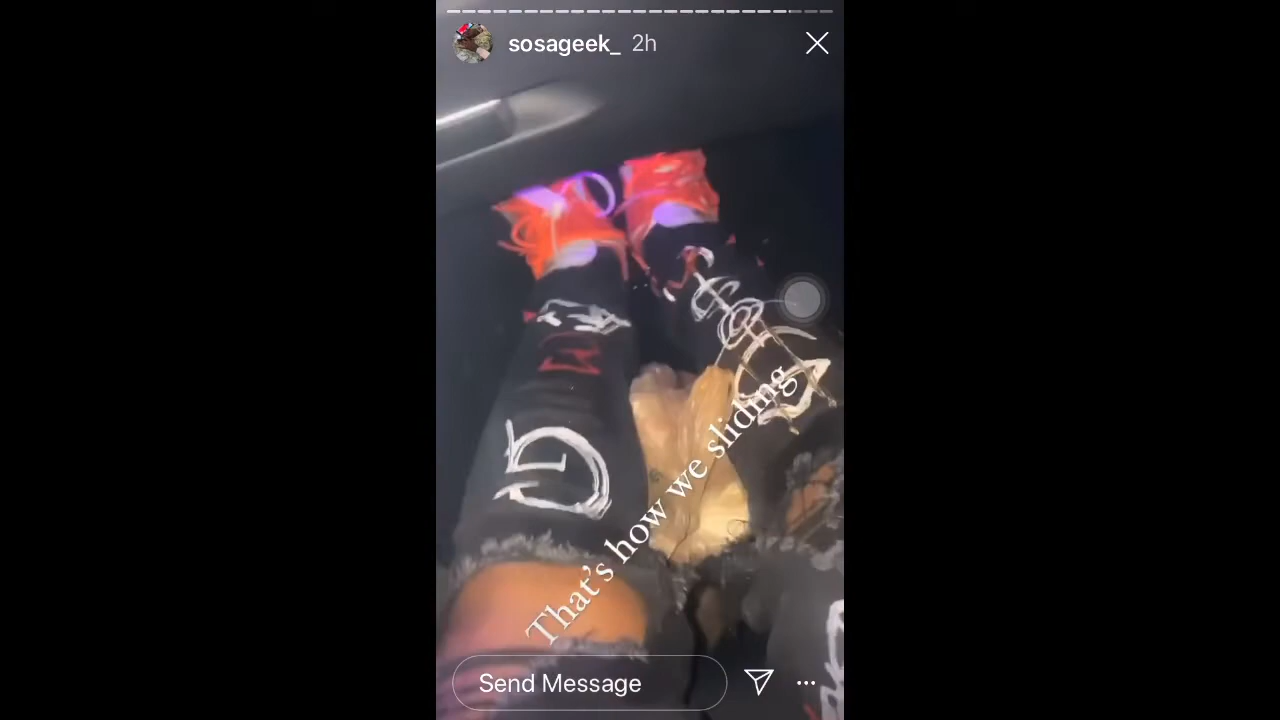 sosageek_ 2h
That's how we sliding
G
Send Message